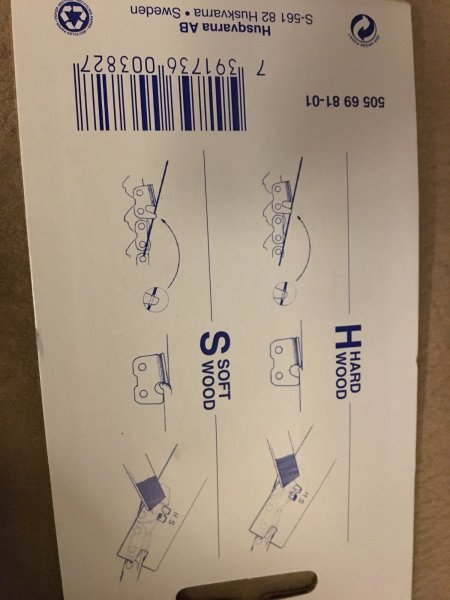 H HARD
WOOD
S SOFT
WOOD
H S
H S
505 69 81-01
7 391736 003827
Husqvarna AB
S-561 82 Huskvarna • Sweden